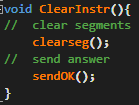 void ClearInstr(){
//  clear segments
clearseg();
//  send answer
sendOK();
}